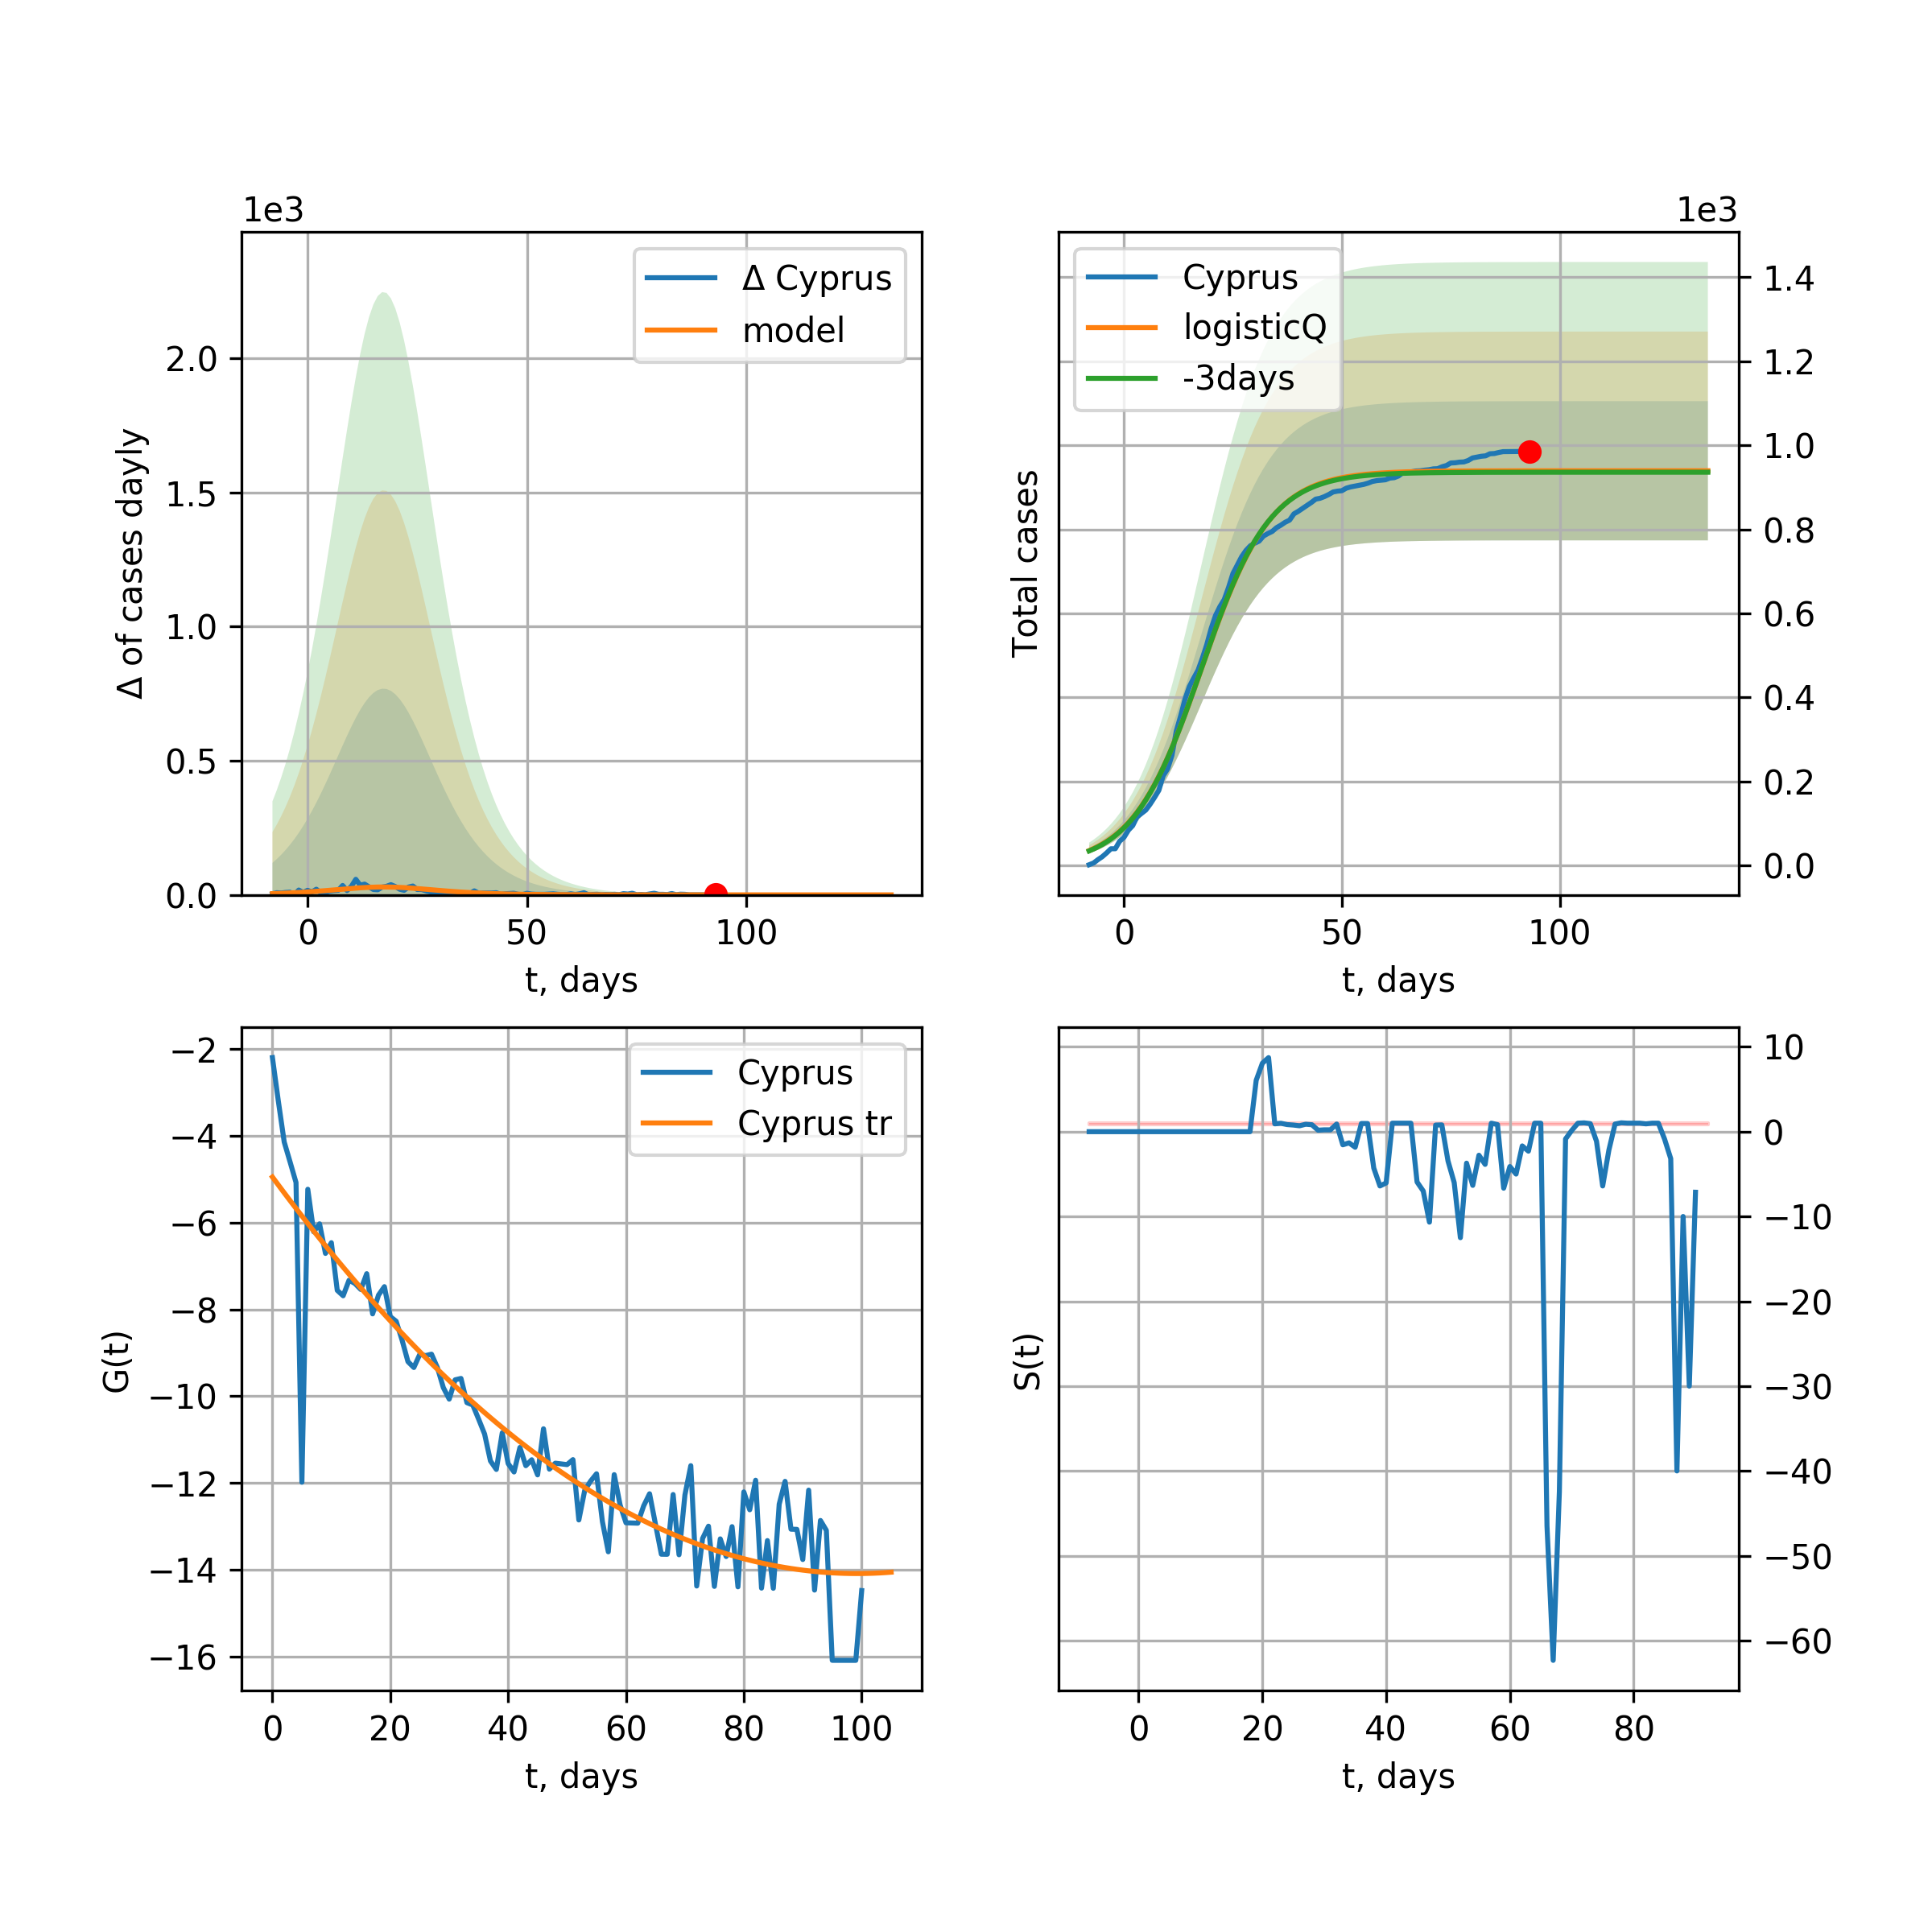 1e3
Δ of cases dayly
2.0
1.5
1.0
0.5
0.0
0 50 100
t, days
Δ Cyprus
model
1e3
Total cases
1.4
1.2
1.0
0.8
0.6
0.4
0.2
0.0
0 50 100
t, days
Cyprus
logisticQ
-3days
G(t)
−2
−4
−6
−8
−10
−12
−14
−16
0 20 40 60 80 100
t, days
Cyprus
Cyprus tr
S(t)
10
0
−10
−20
−30
−40
−50
−60
0 20 40 60 80
t, days